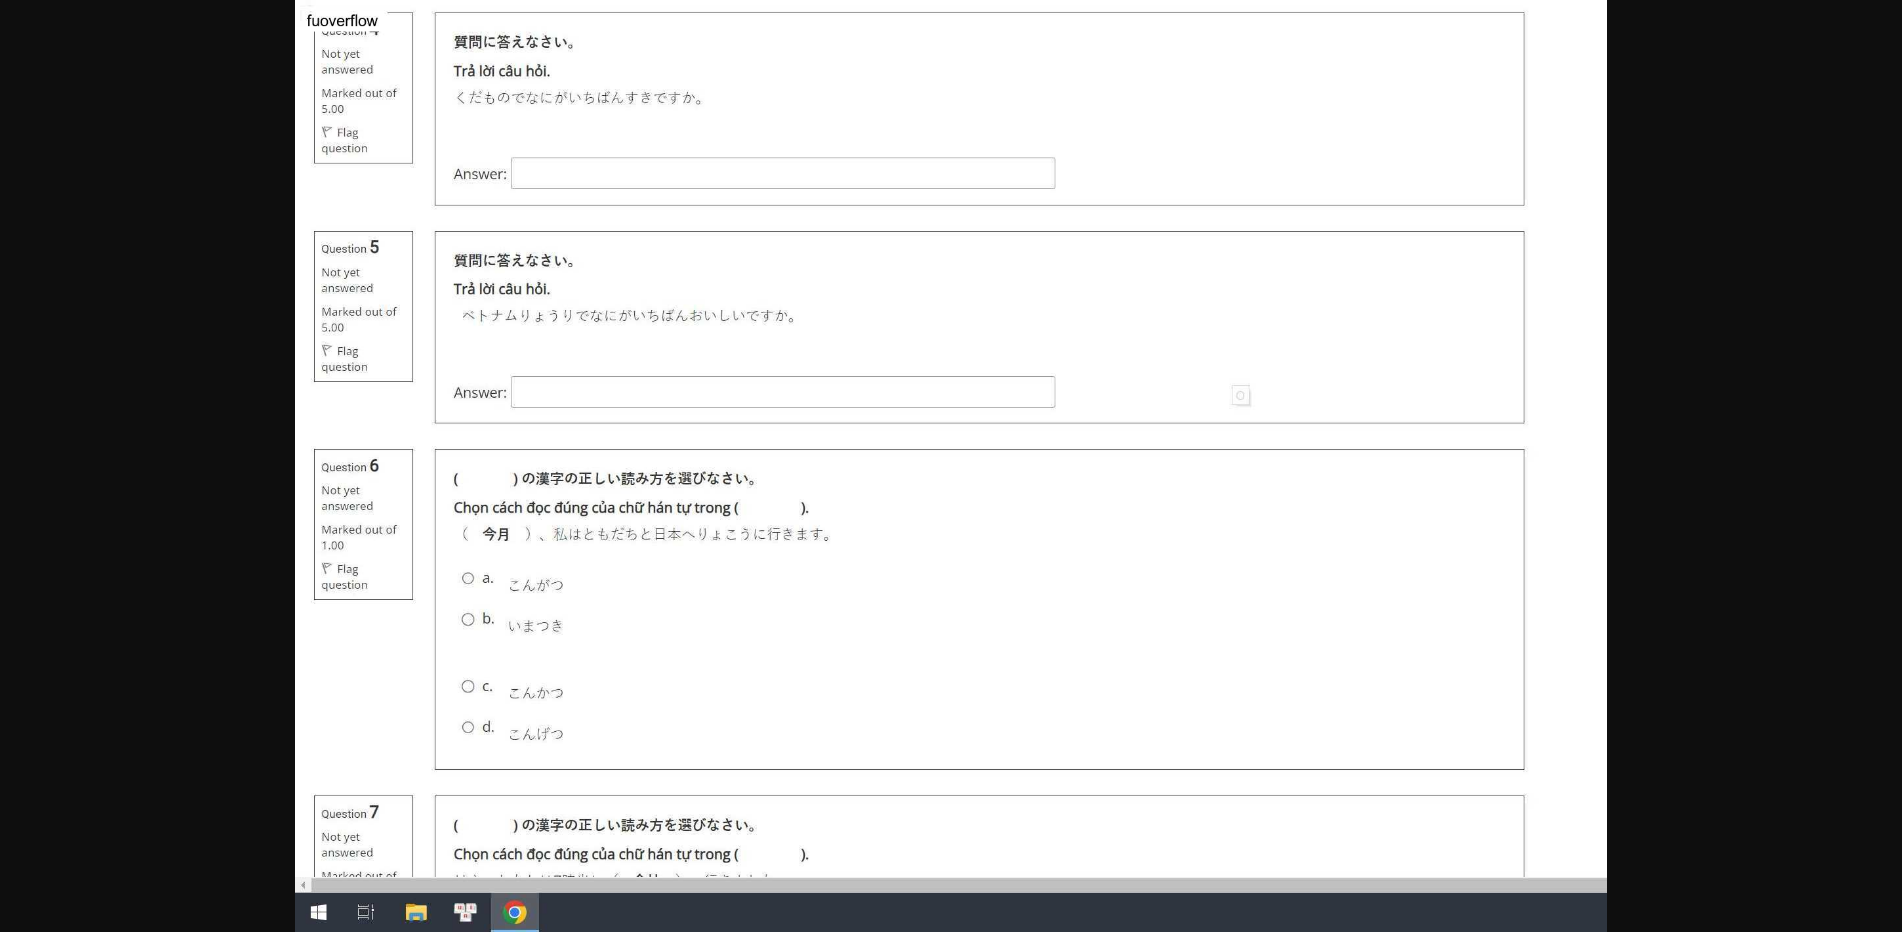 fuoverflow
Question 4
Not yet
answered
Marked out of
5.00
Flag
question
質問に答えなさい。
Trả lời câu hỏi.
くだものでなにがいちばんすきですか。
Answer:
Question 5
Not yet
answered
Marked out of
5.00
Flag
question
質問に答えなさい。
Trả lời câu hỏi.
ベトナムりょうりでなにがいちばんおいしいですか。
Answer:
Question 6
Not yet
answered
Marked out of
1.00
Flag
question
( ) の漢字の正しい読み方を選びなさい。
Chọn cách đọc đúng của chữ hán tự trong ( ).
（ 今月 ）、私はともだちと日本へりょこうに行きます。
a. こんがつ
b. いまつき
c. こんかつ
d. こんげつ
Question 7
Not yet
answered
Marked out of
( ) の漢字の正しい読み方を選びなさい。
Chọn cách đọc đúng của chữ hán tự trong ( ).